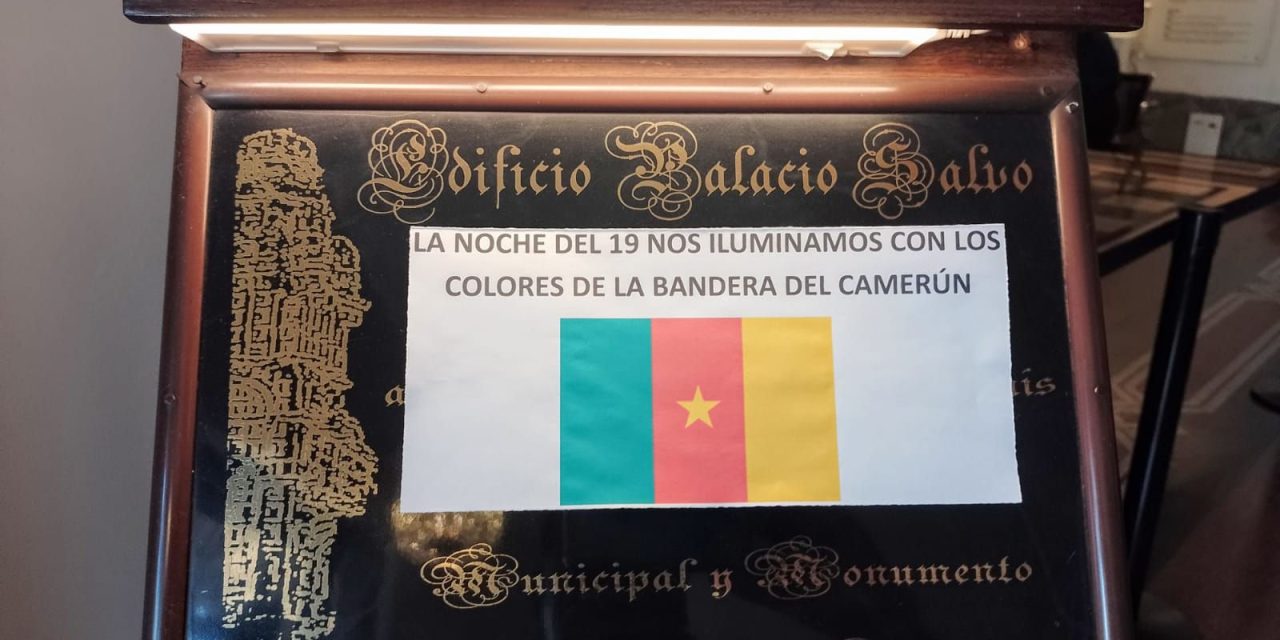 Edificio Palacio Salvo
LA NOCHE DEL 19 NOS ILUMINAMOS CON LOS
COLORES DE LA BANDERA DEL CAMERÚN
Municipal y Monumento